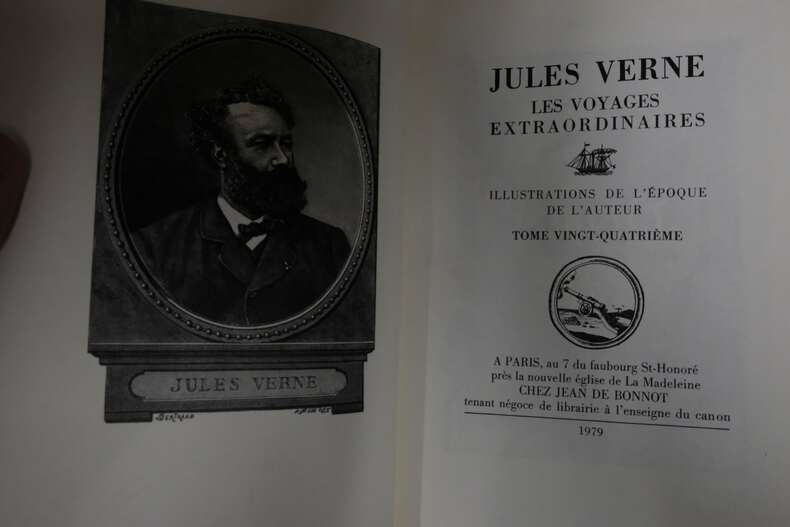 JULES VERNE
BERTRAND
JULES VERNE
LES VOYAGES
EXTRAORDINAIRES
ILLUSTRATIONS DE L'ÉPOQUE
DE L'AUTEUR
TOME VINGT-QUATRIÈME
A PARIS, au 7 du faubourg St-Honoré
près la nouvelle église de La Madeleine
CHEZ JEAN DE BONNOT
tenant négoce de librairie à l'enseigne du canon
1979